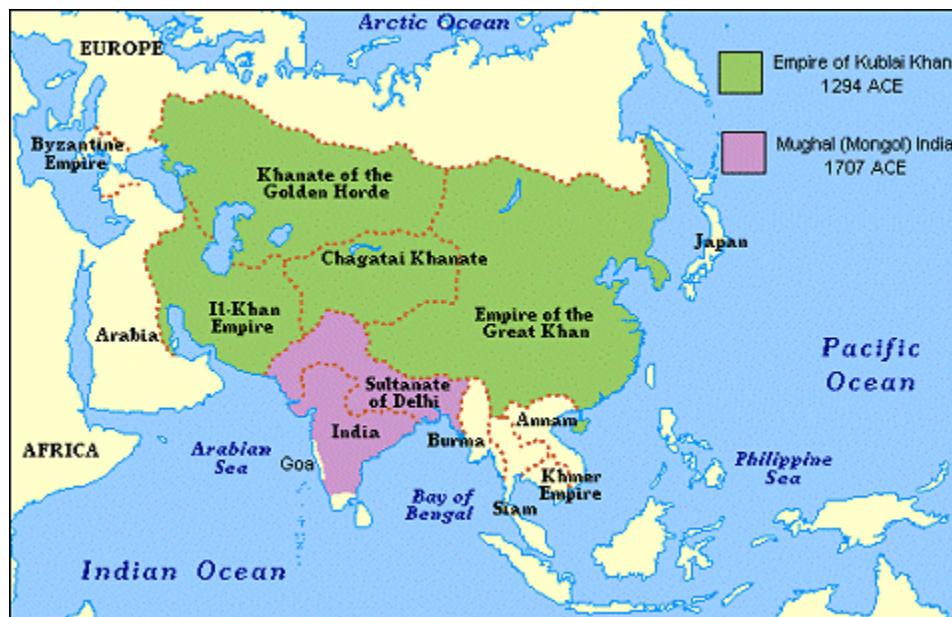 Arctic Ocean
EUROPE
Empire of Kublai Khan
1294 ACE
Byzantine
Empire
Mughal (Mongol) India
1707 ACE
Khanate of the
Golden Horde
Japan
Chagatai Khanate
Il-Khan
Empire
Empire of the
Great Khan
Arabia
Pacific
Ocean
Sultanate
of Delhi
Annam
India
Burma
AFRICA
Arabian
Sea
Goa
Philippine
Sea
Khmer
Empire
Bay of
Bengal
Siam
Indian Ocean